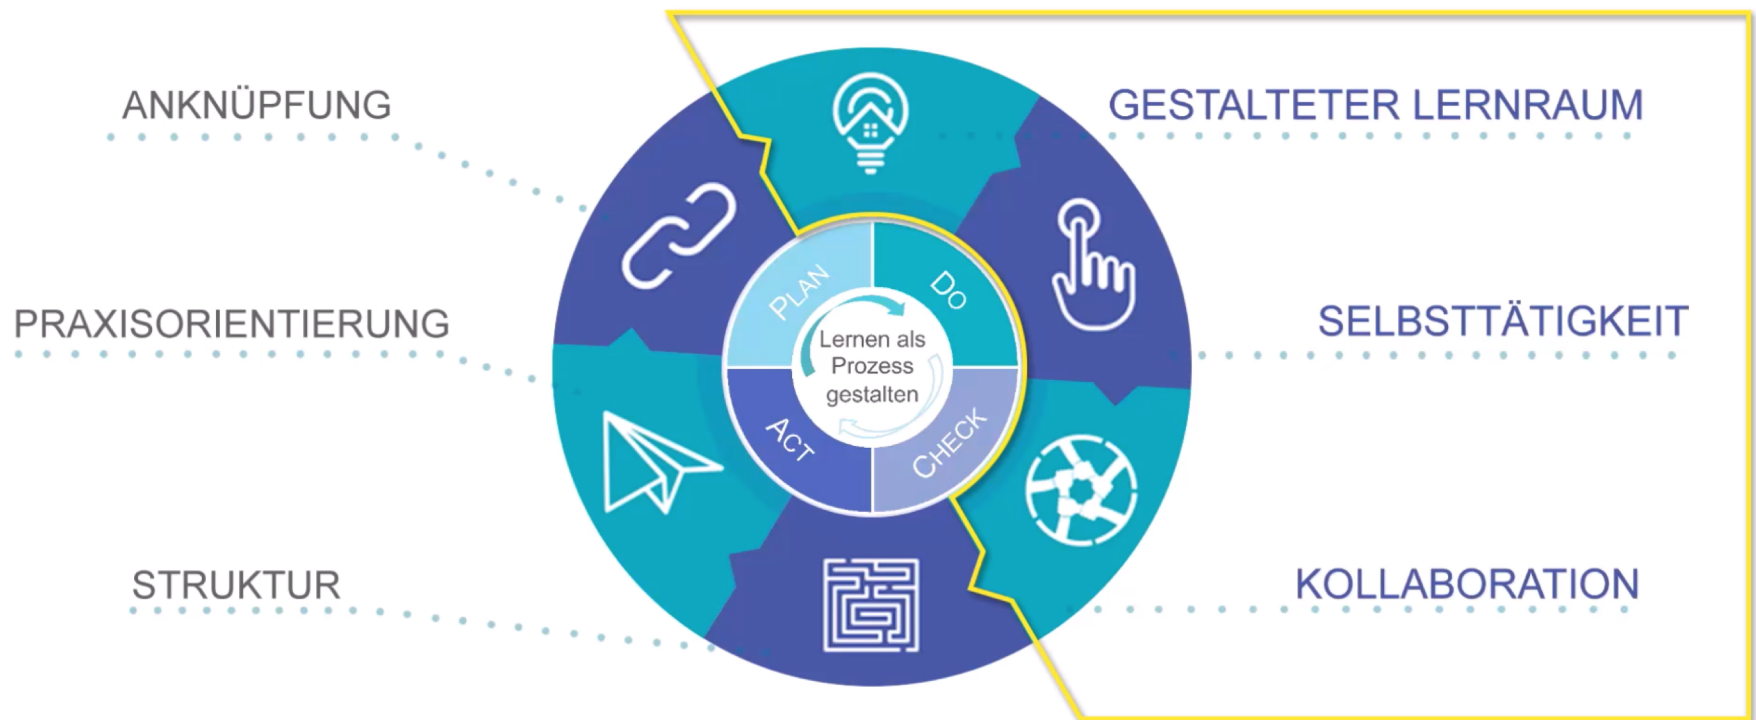 ANKNÜPFUNG
PRAXISORIENTIERUNG
STRUKTUR
PLAN
DO
CHECK
ACT
Lernen als
Prozess
gestalten
GESTALTETER LERNRAUM
SELBSTTÄTIGKEIT
KOLLABORATION